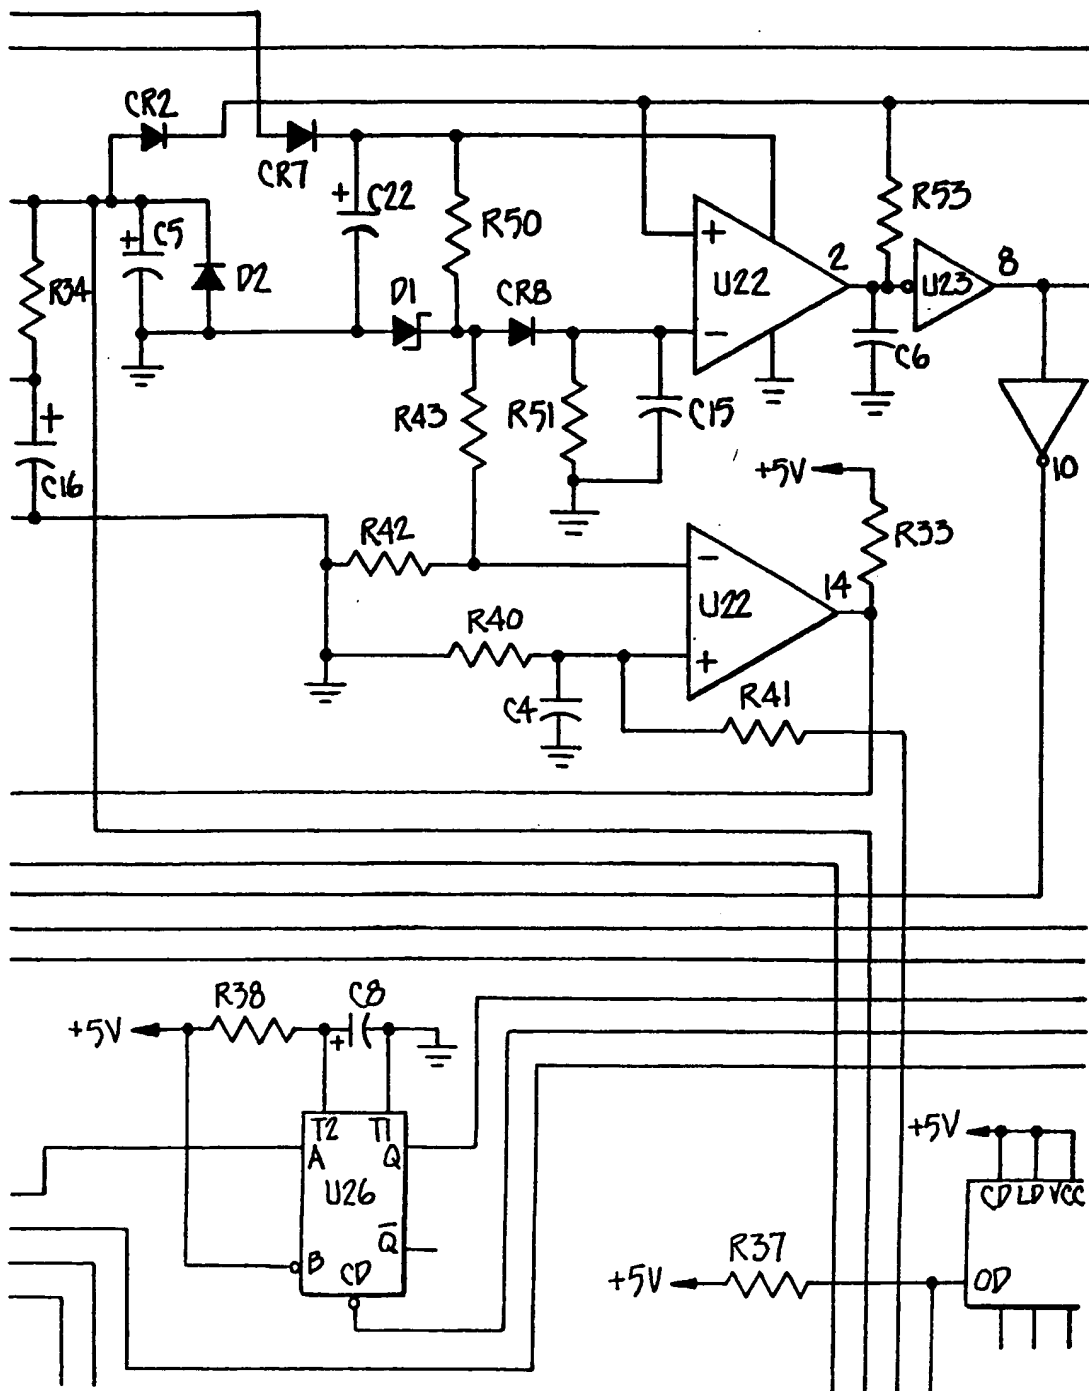 CR2
CR7
+ C22
R50
R53
+ C5
R34
D2
D1
CR8
+
U22
−
2
U23
8
C6
R43
R51
C15
10
+
C16
+5V
R33
R42
−
U22
+
14
R40
C4
R41
R38
C8
+5V
+
T2 T1
A Q
U26
Q̅
B
CD
+5V
CD LD VCC
R37
+5V
OD